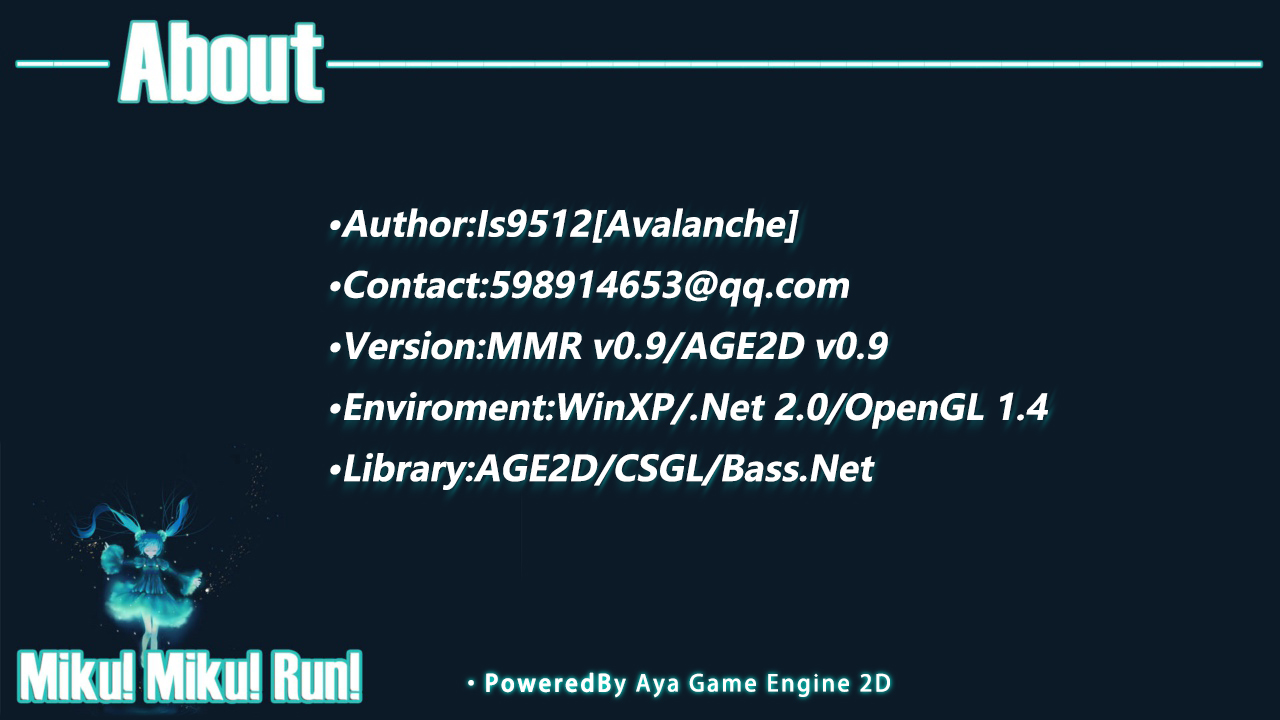 About
•Author:Is9512[Avalanche]
•Contact:598914653@qq.com
•Version:MMR v0.9/AGE2D v0.9
•Enviroment:WinXP/.Net 2.0/OpenGL 1.4
•Library:AGE2D/CSGL/Bass.Net
Miku! Miku! Run!
• PoweredBy Aya Game Engine 2D